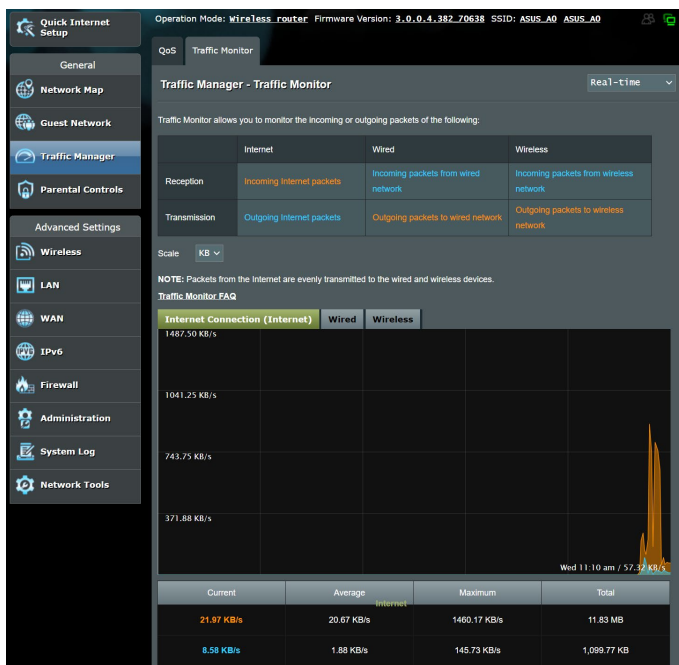 Quick Internet
Setup
Operation Mode: Wireless router Firmware Version: 3.0.0.4.382_70638 SSID: ASUS_A0 ASUS_A0
QoS Traffic Monitor
General
Network Map
Guest Network
Traffic Manager
Parental Controls
Advanced Settings
Wireless
LAN
WAN
IPv6
IPv6
Firewall
Administration
System Log
Network Tools
Traffic Manager - Traffic Monitor
Real-time
Traffic Monitor allows you to monitor the incoming or outgoing packets of the following:
Internet Wired Wireless
Reception Incoming Internet packets Incoming packets from wired network Incoming packets from wireless network
Transmission Outgoing Internet packets Outgoing packets to wired network Outgoing packets to wireless network
Scale KB
NOTE: Packets from the Internet are evenly transmitted to the wired and wireless devices.
Traffic Monitor FAQ
Internet Connection (Internet) Wired Wireless
1487.50 KB/s
1041.25 KB/s
743.75 KB/s
371.88 KB/s
Wed 11:10 am / 57.32 KB/s
Current Average Maximum Total
Internet
21.97 KB/s 20.67 KB/s 1460.17 KB/s 11.83 MB
8.58 KB/s 1.88 KB/s 145.73 KB/s 1,099.77 KB